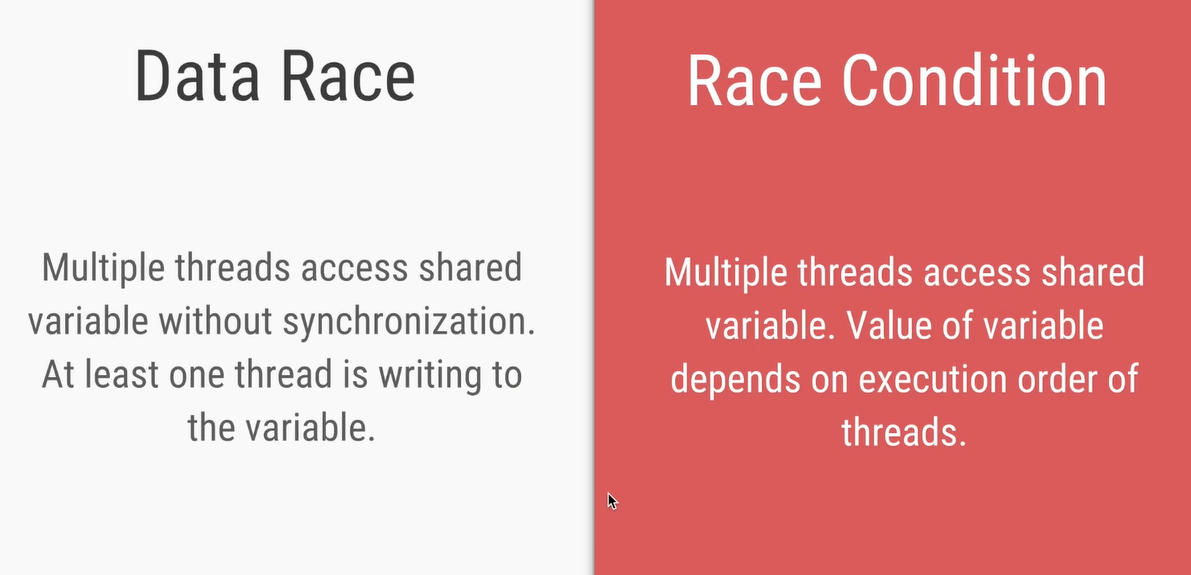 Data Race
Multiple threads access shared
variable without synchronization.
At least one thread is writing to
the variable.
Race Condition
Multiple threads access shared
variable. Value of variable
depends on execution order of
threads.